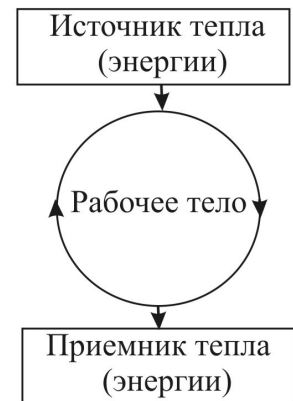 Источник тепла
(энергии)
Рабочее тело
Приемник тепла
(энергии)